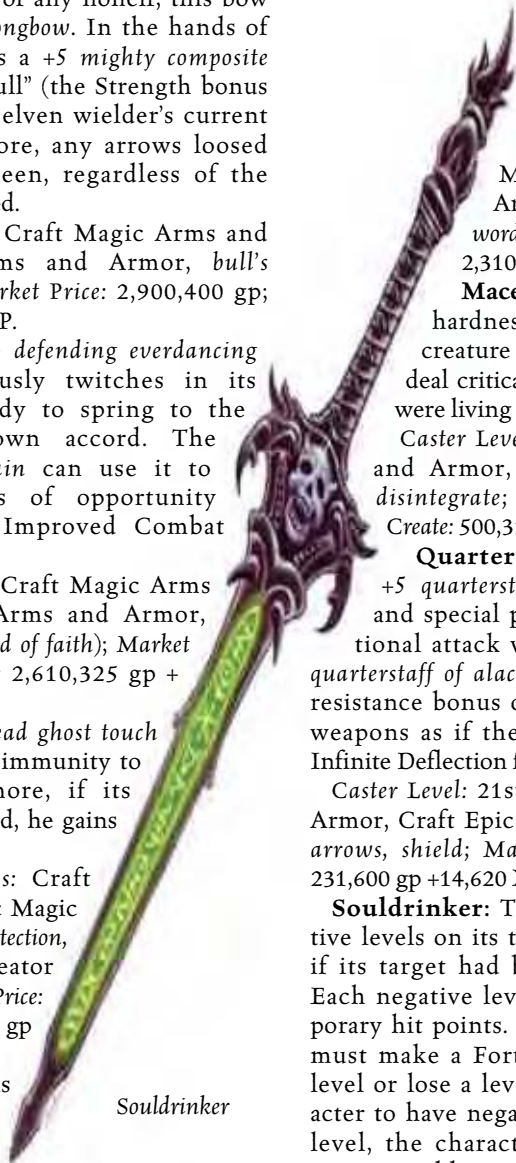 of any nonelf, this bow
ongbow. In the hands of
s a +5 mighty composite
ull” (the Strength bonus
elven wielder’s current
ore, any arrows loosed
een, regardless of the
ed.
Craft Magic Arms and
ms and Armor, bull’s
rket Price: 2,900,400 gp;
P.
defending everdancing
usly twitches in its
dy to spring to the
own accord. The
ain can use it to
s of opportunity
Improved Combat
Craft Magic Arms
Arms and Armor,
d of faith); Market
2,610,325 gp +
ead ghost touch
immunity to
more, if its
d, he gains
s: Craft
Magic
tection,
eator
Price:
gp
s
Souldrinker
M
Ar
word
2,310
Mace
hardnes
creature
deal critica
were living
Caster Leve
and Armor,
disintegrate;
Create: 500,3
Quarter
+5 quarterst
and special p
tional attack w
quarterstaff of alac
resistance bonus o
weapons as if the
Infinite Deflection f
Caster Level: 21st
Armor, Craft Epic
arrows, shield; Ma
231,600 gp +14,620 X
Souldrinker: T
tive levels on its t
if its target had b
Each negative lev
porary hit points.
must make a Fort
level or lose a lev
acter to have nega
level, the charact